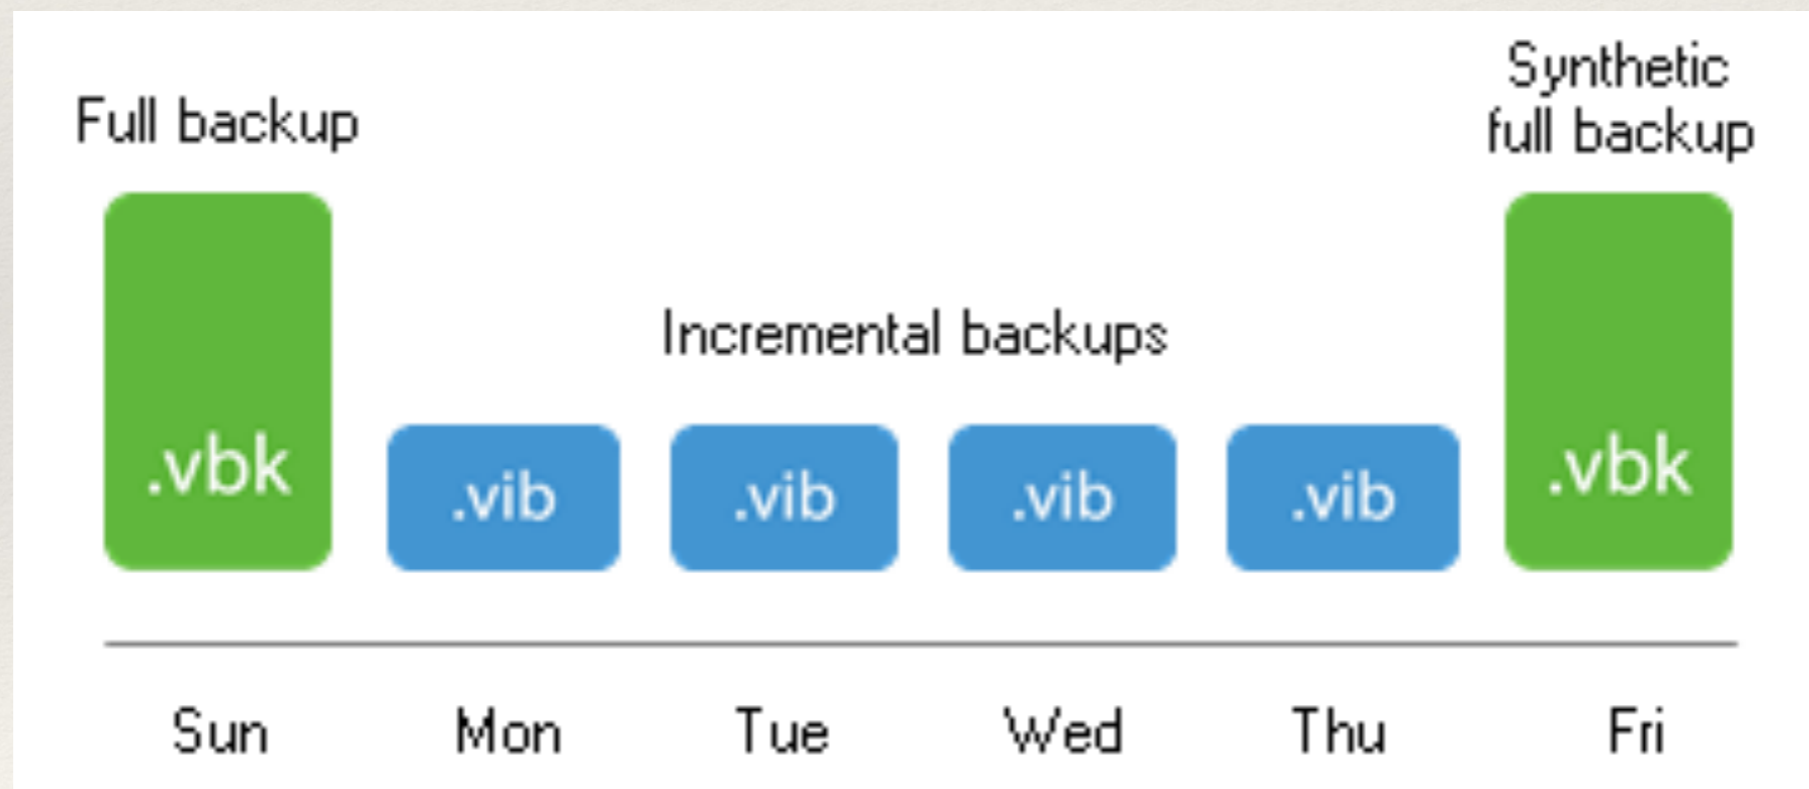 Full backup
Synthetic
full backup
Incremental backups
.vbk
.vib
.vib
.vib
.vib
.vbk
Sun
Mon
Tue
Wed
Thu
Fri